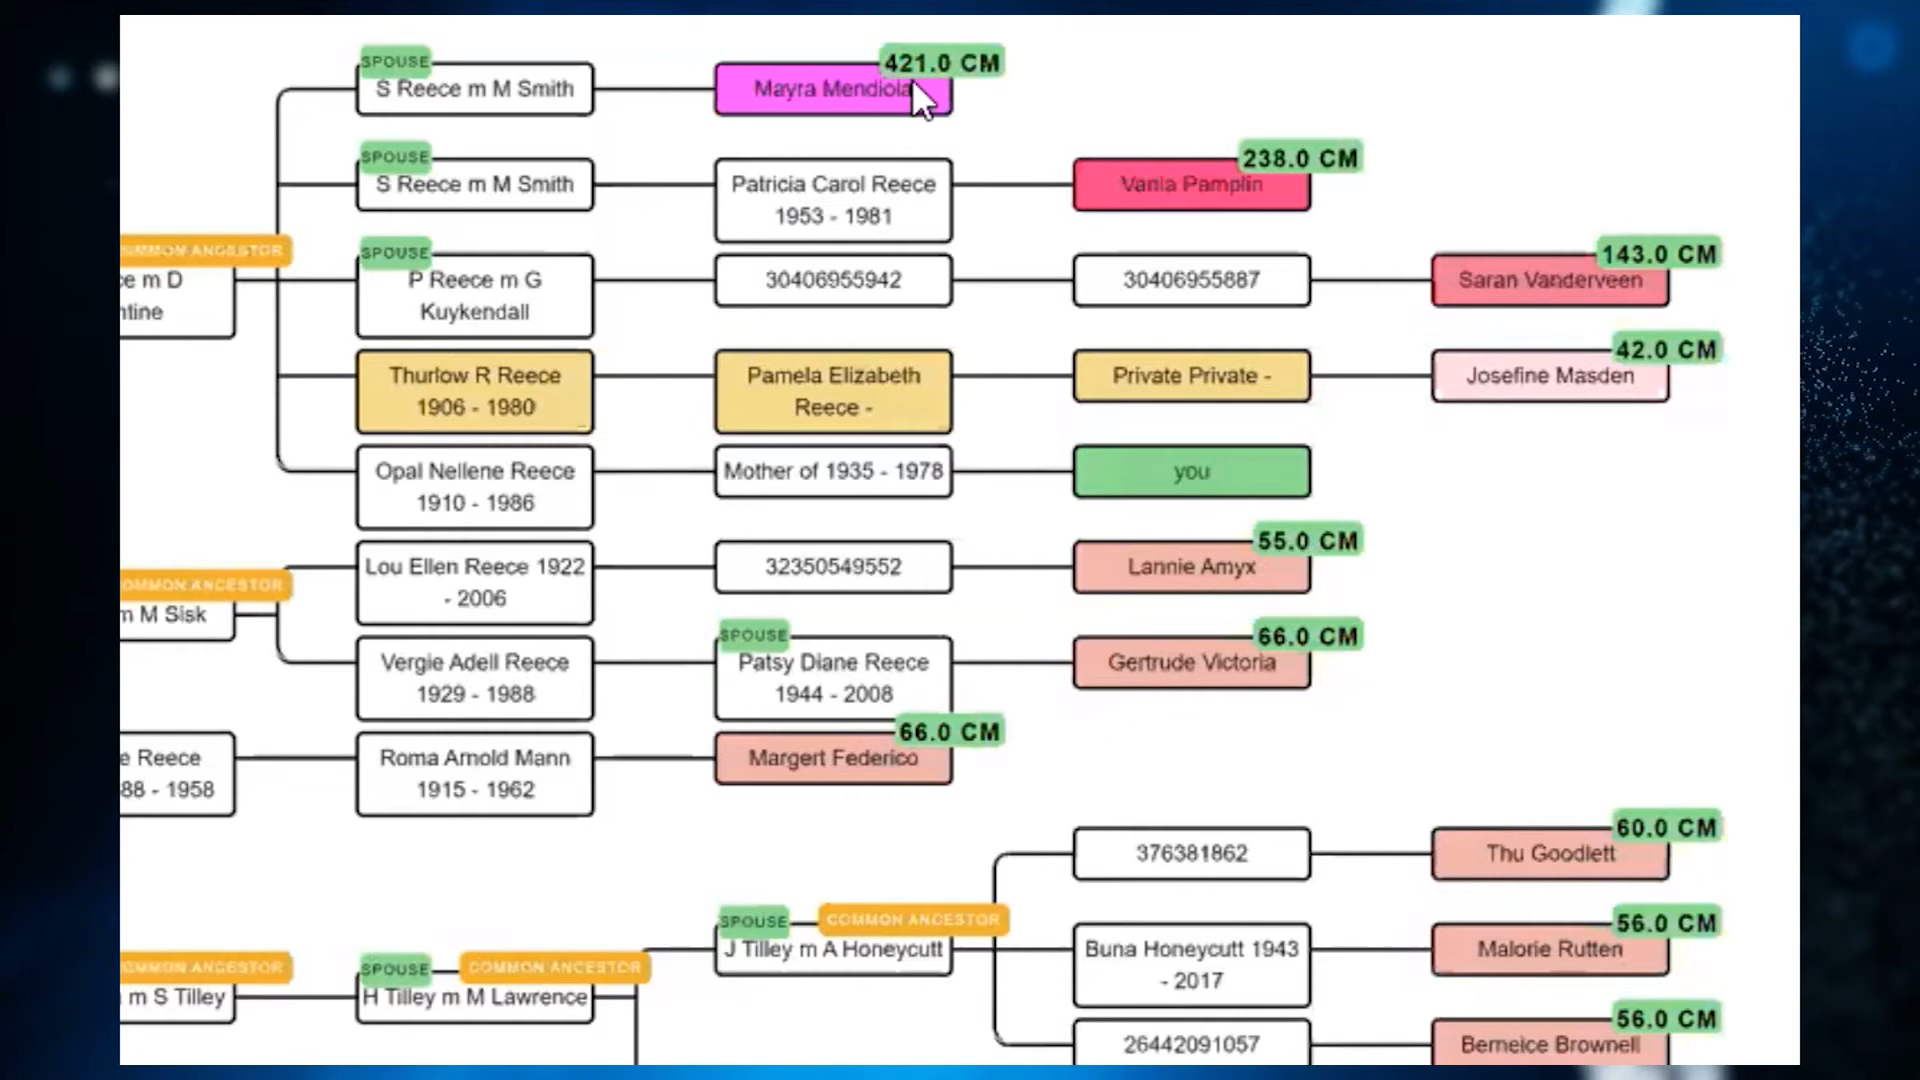 SPOUSE
S Reece m M Smith
421.0 CM
Mayra Mendiola
SPOUSE
S Reece m M Smith
Patricia Carol Reece
1953 - 1981
238.0 CM
Vania Pamplin
COMMON ANCESTOR
ce m D
ntine
SPOUSE
P Reece m G
Kuykendall
30406955942
30406955887
143.0 CM
Saran Vanderveen
Thurlow R Reece
1906 - 1980
Pamela Elizabeth
Reece -
Private Private -
42.0 CM
Josefine Masden
Opal Nellene Reece
1910 - 1986
Mother of 1935 - 1978
you
OMMON ANCESTOR
m M Sisk
Lou Ellen Reece 1922
- 2006
32350549552
55.0 CM
Lannie Amyx
Vergie Adell Reece
1929 - 1988
SPOUSE
Patsy Diane Reece
1944 - 2008
66.0 CM
Gertrude Victoria
e Reece
88 - 1958
Roma Arnold Mann
1915 - 1962
66.0 CM
Margert Federico
376381862
60.0 CM
Thu Goodlett
SPOUSE
COMMON ANCESTOR
J Tilley m A Honeycutt
Buna Honeycutt 1943
- 2017
56.0 CM
Malorie Rutten
OMMON ANCESTOR
m S Tilley
SPOUSE
COMMON ANCESTOR
H Tilley m M Lawrence
26442091057
56.0 CM
Berneice Brownell